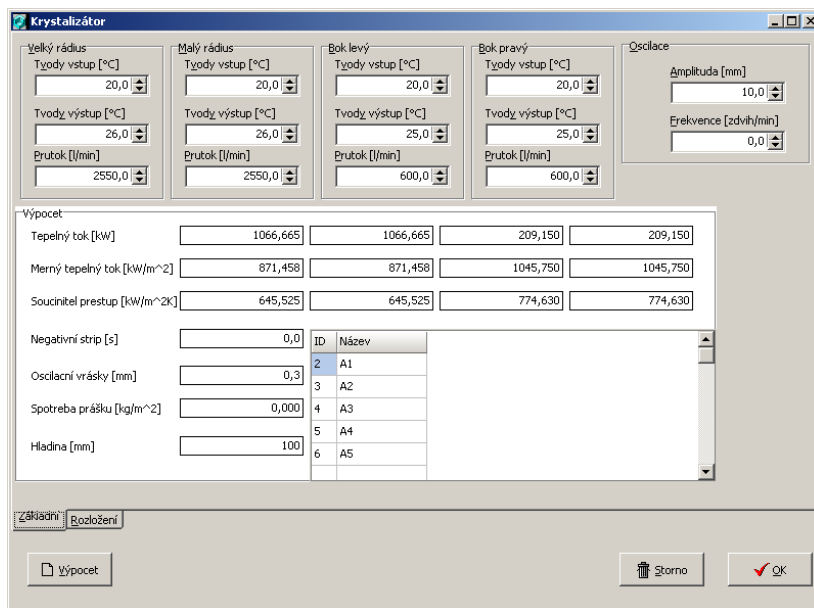 Krystalizátor
Velký rádius
Tvody vstup [°C]
20,0
Tvody výstup [°C]
26,0
Prutok [l/min]
2550,0
Malý rádius
Tvody vstup [°C]
20,0
Tvody výstup [°C]
26,0
Prutok [l/min]
2550,0
Bok levý
Tvody vstup [°C]
20,0
Tvody výstup [°C]
25,0
Prutok [l/min]
600,0
Bok pravý
Tvody vstup [°C]
20,0
Tvody výstup [°C]
25,0
Prutok [l/min]
600,0
Oscilace
Amplituda [mm]
10,0
Frekvence [zdvih/min]
0,0
Výpocet
Tepelný tok [kW] 1066,665 1066,665 209,150 209,150
Merný tepelný tok [kW/m^2] 871,458 871,458 1045,750 1045,750
Soucinitel prestup [kW/m^2K] 645,525 645,525 774,630 774,630
Negativní strip [s] 0,0
Oscilacní vrásky [mm] 0,3
Spotreba prášku [kg/m^2] 0,000
Hladina [mm] 100
ID Název
2 A1
3 A2
4 A3
5 A4
6 A5
Základní Rozložení
Výpocet Storno OK